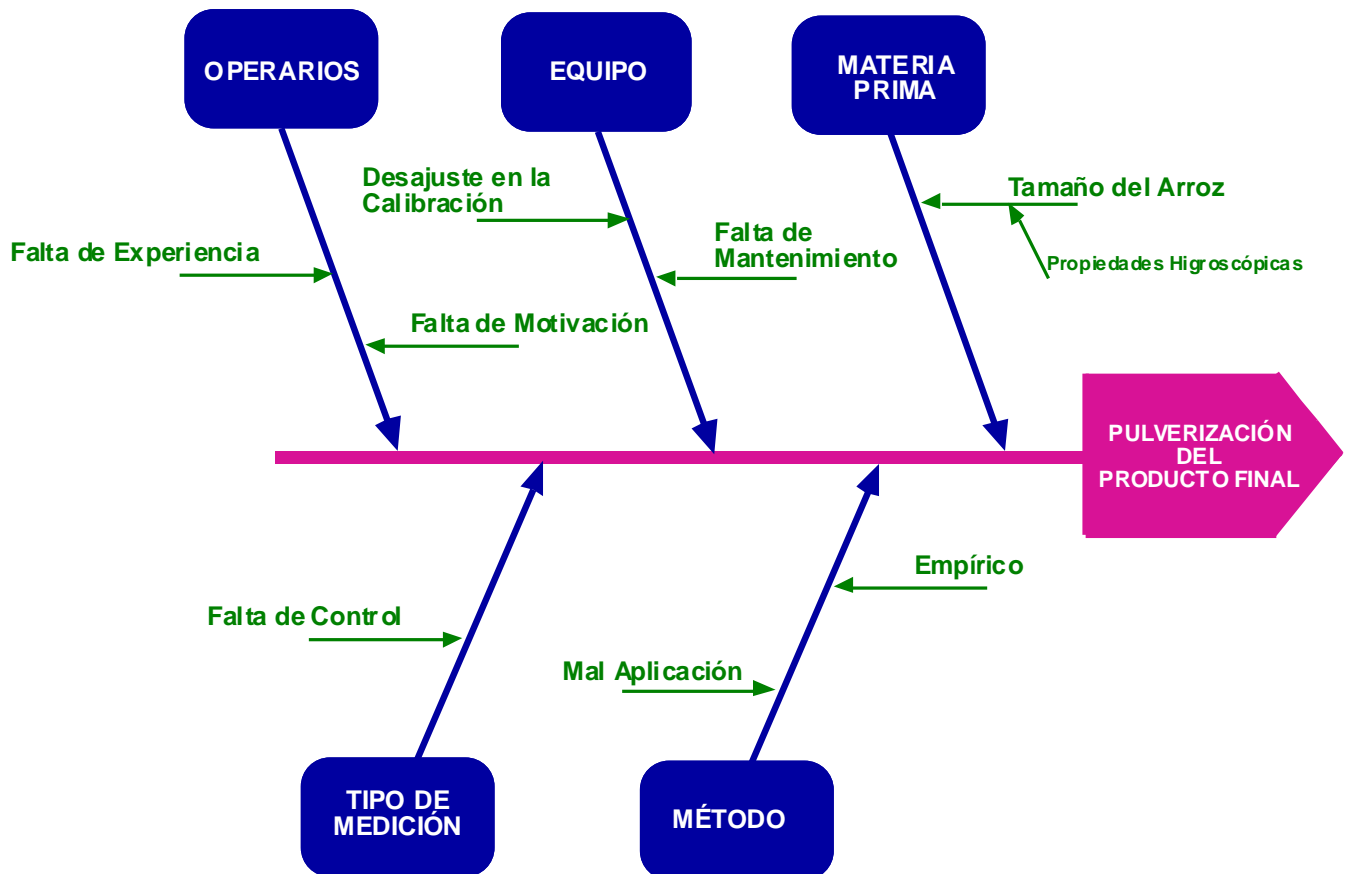 OPERARIOS
EQUIPO
MATERIA
PRIMA
Desajuste en la
Calibración
Tamaño del Arroz
Falta de Experiencia
Falta de
Mantenimiento
Propiedades Higroscópicas
Falta de Motivación
PULVERIZACIÓN
DEL
PRODUCTO FINAL
Empírico
Falta de Control
Mal Aplicación
TIPO DE
MEDICIÓN
MÉTODO